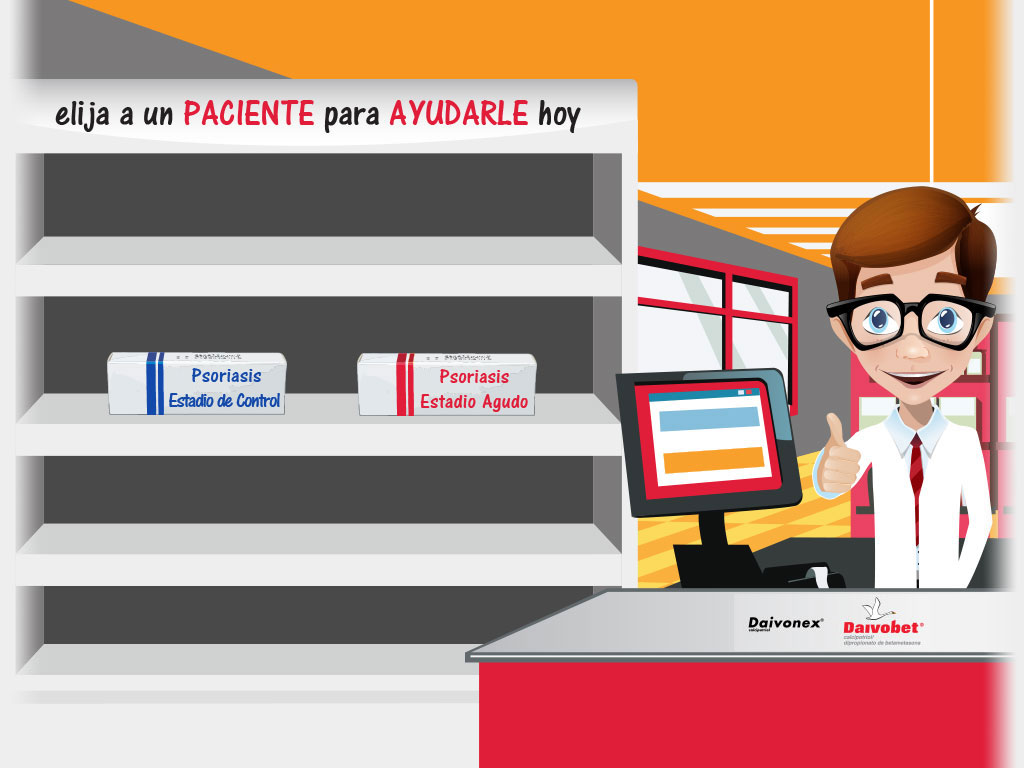 elija a un PACIENTE para AYUDARLE hoy
Psoriasis
Estadio de Control
Psoriasis
Estadio Agudo
Daivonex®
calcipotriol
Daivobet®
calcipotriol/
dipropionato de betametasona